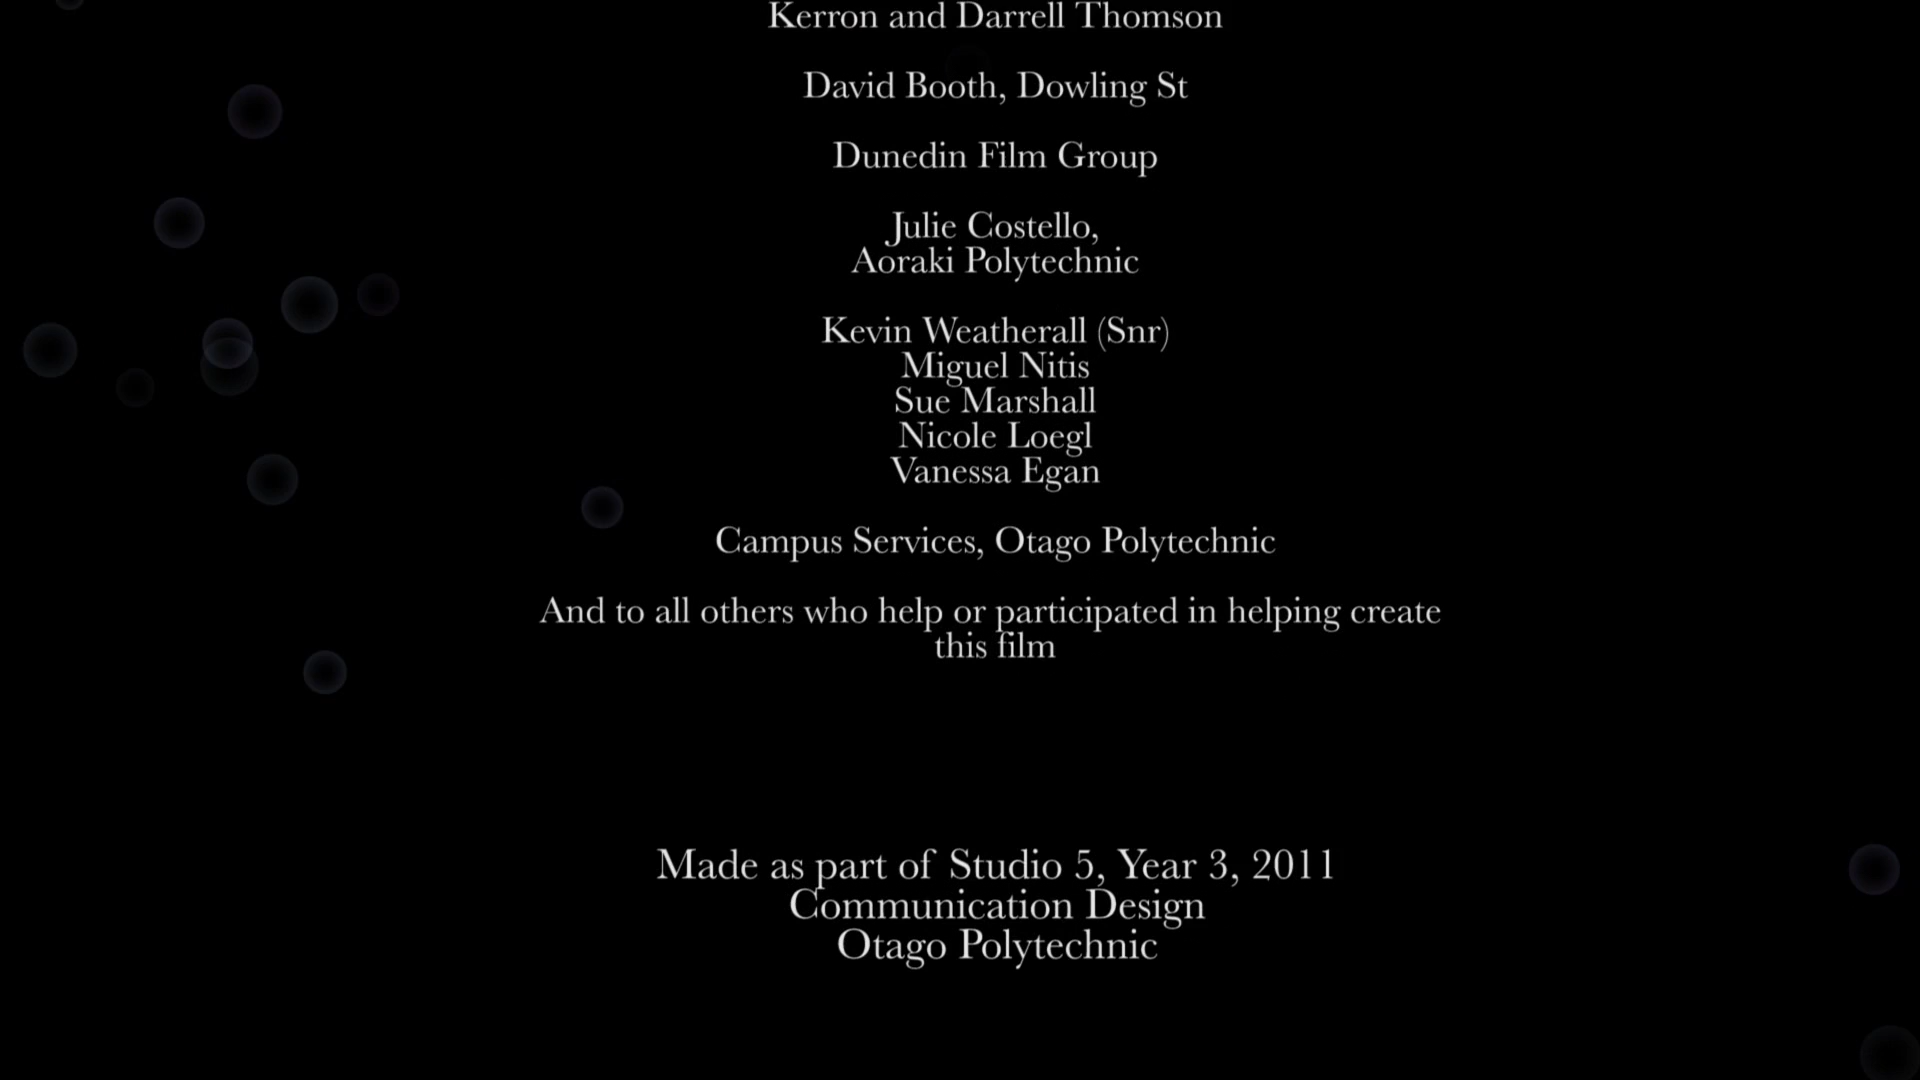 Kerron and Darrell Thomson
David Booth, Dowling St
Dunedin Film Group
Julie Costello,
Aoraki Polytechnic
Kevin Weatherall (Snr)
Miguel Nitis
Sue Marshall
Nicole Loegl
Vanessa Egan
Campus Services, Otago Polytechnic
And to all others who help or participated in helping create
this film
Made as part of Studio 5, Year 3, 2011
Communication Design
Otago Polytechnic